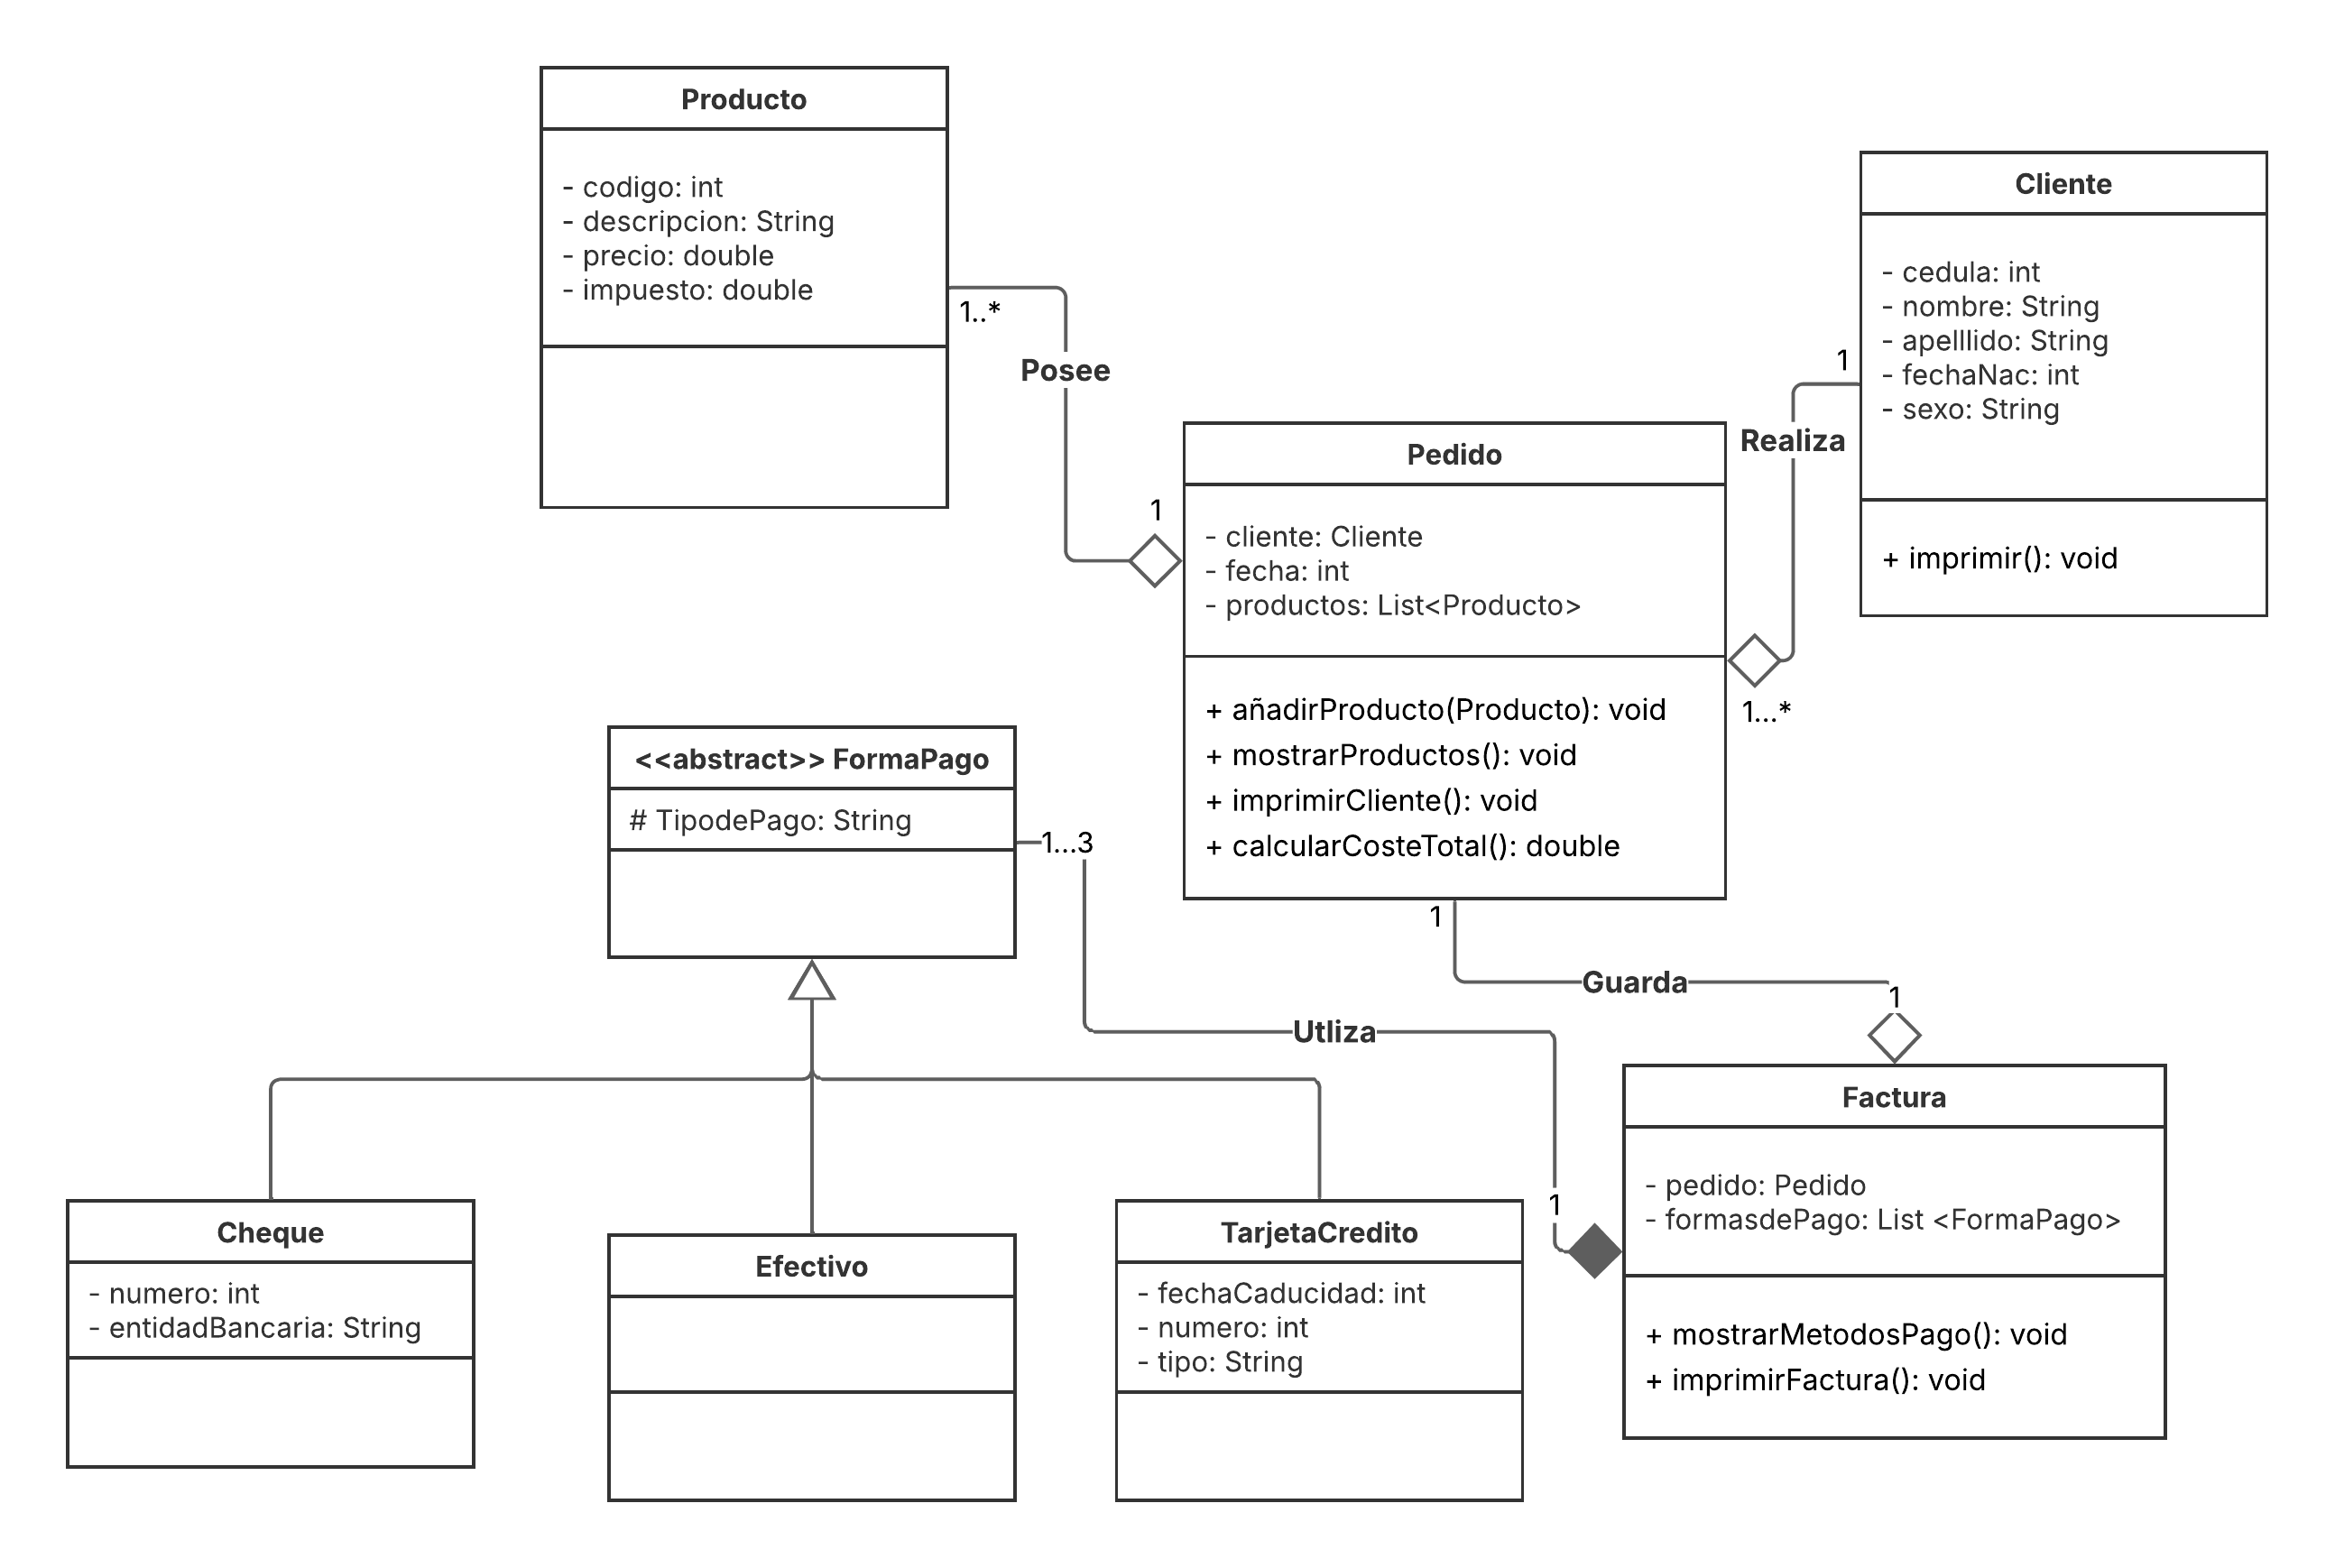 Producto
- codigo: int
- descripcion: String
- precio: double
- impuesto: double
1..*
Posee
1
Cliente
- cedula: int
- nombre: String
- apelllido: String
- fechaNac: int
- sexo: String
+ imprimir(): void
1
Realiza
1...*
Pedido
- cliente: Cliente
- fecha: int
- productos: List<Producto>
+ añadirProducto(Producto): void
+ mostrarProductos(): void
+ imprimirCliente(): void
+ calcularCosteTotal(): double
1
Guarda
1
<<abstract>> FormaPago
# TipodePago: String
1...3
Utliza
1
Cheque
- numero: int
- entidadBancaria: String
Efectivo
TarjetaCredito
- fechaCaducidad: int
- numero: int
- tipo: String
Factura
- pedido: Pedido
- formasdePago: List <FormaPago>
+ mostrarMetodosPago(): void
+ imprimirFactura(): void